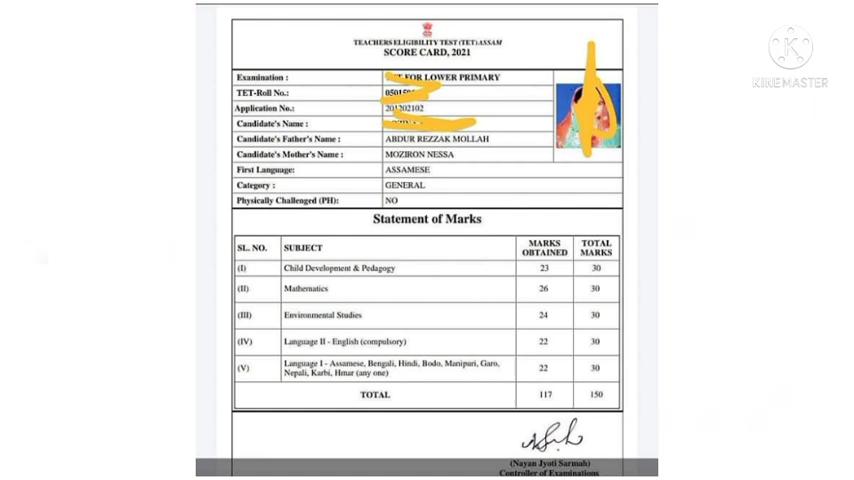 TEACHERS ELIGIBILITY TEST (TET) ASSAM
SCORE CARD, 2021
Examination : FOR LOWER PRIMARY
TET-Roll No.:
Application No.: 201202102
Candidate's Name :
Candidate's Father's Name : ABDUR REZZAK MOLLAH
Candidate's Mother's Name : MOZIRON NESSA
First Language: ASSAMESE
Category : GENERAL
Physically Challenged (PH): NO
Statement of Marks
SL. NO. SUBJECT MARKS OBTAINED TOTAL MARKS
(I) Child Development & Pedagogy 23 30
(II) Mathematics 26 30
(III) Environmental Studies 24 30
(IV) Language II - English (compulsory) 22 30
(V) Language I - Assamese, Bengali, Hindi, Bodo, Manipuri, Garo,
Nepali, Karbi, Hmar (any one) 22 30
TOTAL 117 150
(Nayan Jyoti Sarmah)
Controller of Examinations
KINEMASTER